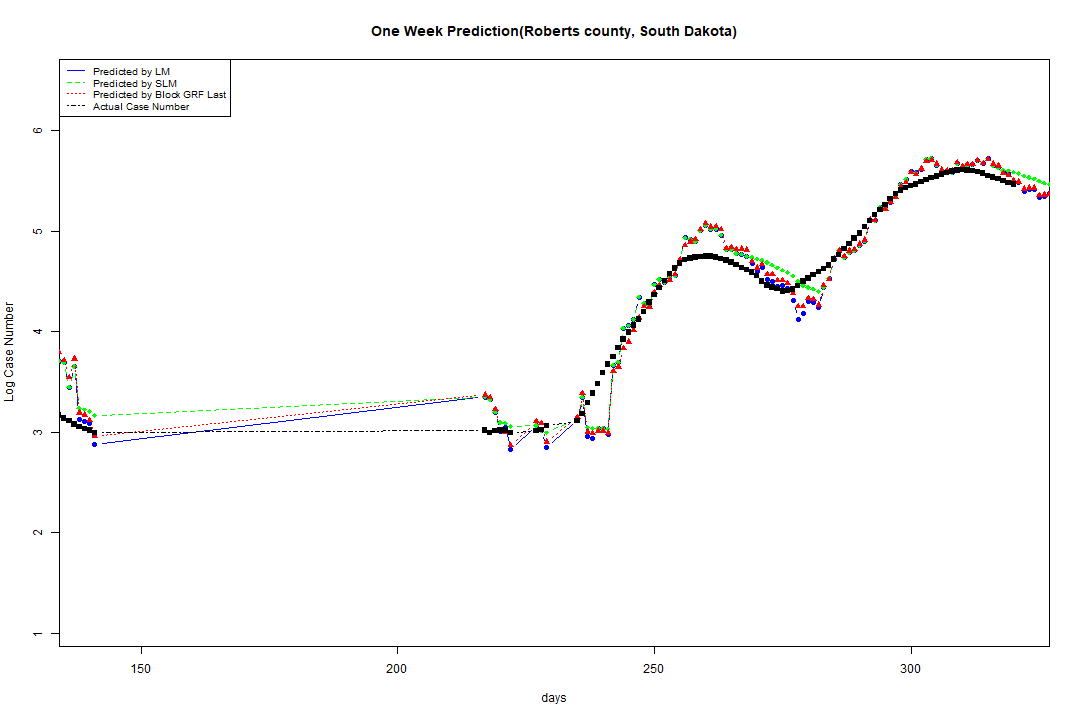 One Week Prediction(Roberts county, South Dakota)
Predicted by LM
Predicted by SLM
Predicted by Block GRF Last
Actual Case Number
Log Case Number
6
5
4
3
2
1
150 200 250 300
days